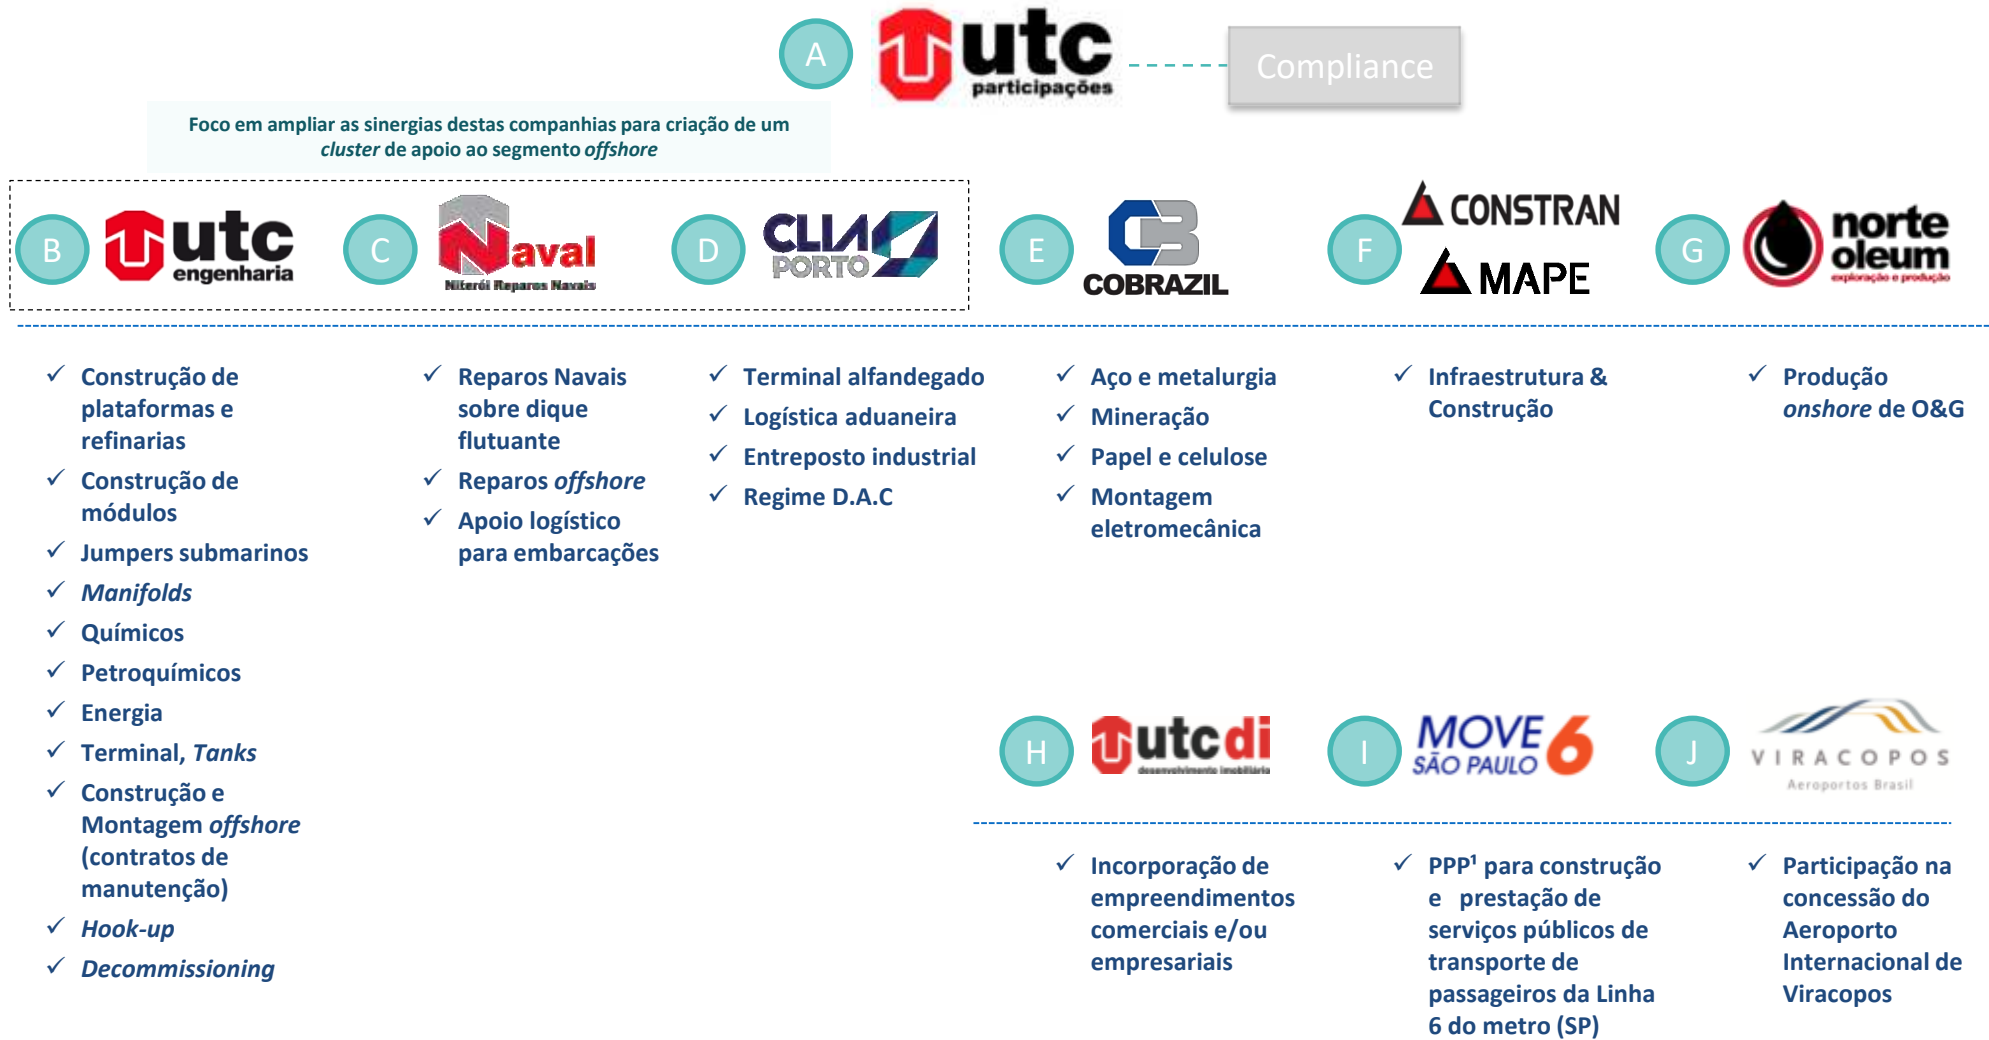 A
utc
participações
Compliance
Foco em ampliar as sinergias destas companhias para criação de um
cluster de apoio ao segmento offshore
B
utc
engenharia
C
Naval
Niterói Reparos Navais
D
CLIA
PORTO
E
CB
COBRAZIL
F
CONSTRAN
MAPE
G
norte
oleum
exploração e produção
✓ Construção de
plataformas e
refinarias
✓ Construção de
módulos
✓ Jumpers submarinos
✓ Manifolds
✓ Químicos
✓ Petroquímicos
✓ Energia
✓ Terminal, Tanks
✓ Construção e
Montagem offshore
(contratos de
manutenção)
✓ Hook-up
✓ Decommissioning
✓ Reparos Navais
sobre dique
flutuante
✓ Reparos offshore
✓ Apoio logístico
para embarcações
✓ Terminal alfandegado
✓ Logística aduaneira
✓ Entreposto industrial
✓ Regime D.A.C
✓ Aço e metalurgia
✓ Mineração
✓ Papel e celulose
✓ Montagem
eletromecânica
✓ Infraestrutura &
Construção
✓ Produção
onshore de O&G
H
utcdi
desenvolvimento imobiliário
I
MOVE 6
SÃO PAULO
J
VIRACOPOS
Aeroportos Brasil
✓ Incorporação de
empreendimentos
comerciais e/ou
empresariais
✓ PPP¹ para construção
e prestação de
serviços públicos de
transporte de
passageiros da Linha
6 do metro (SP)
✓ Participação na
concessão do
Aeroporto
Internacional de
Viracopos